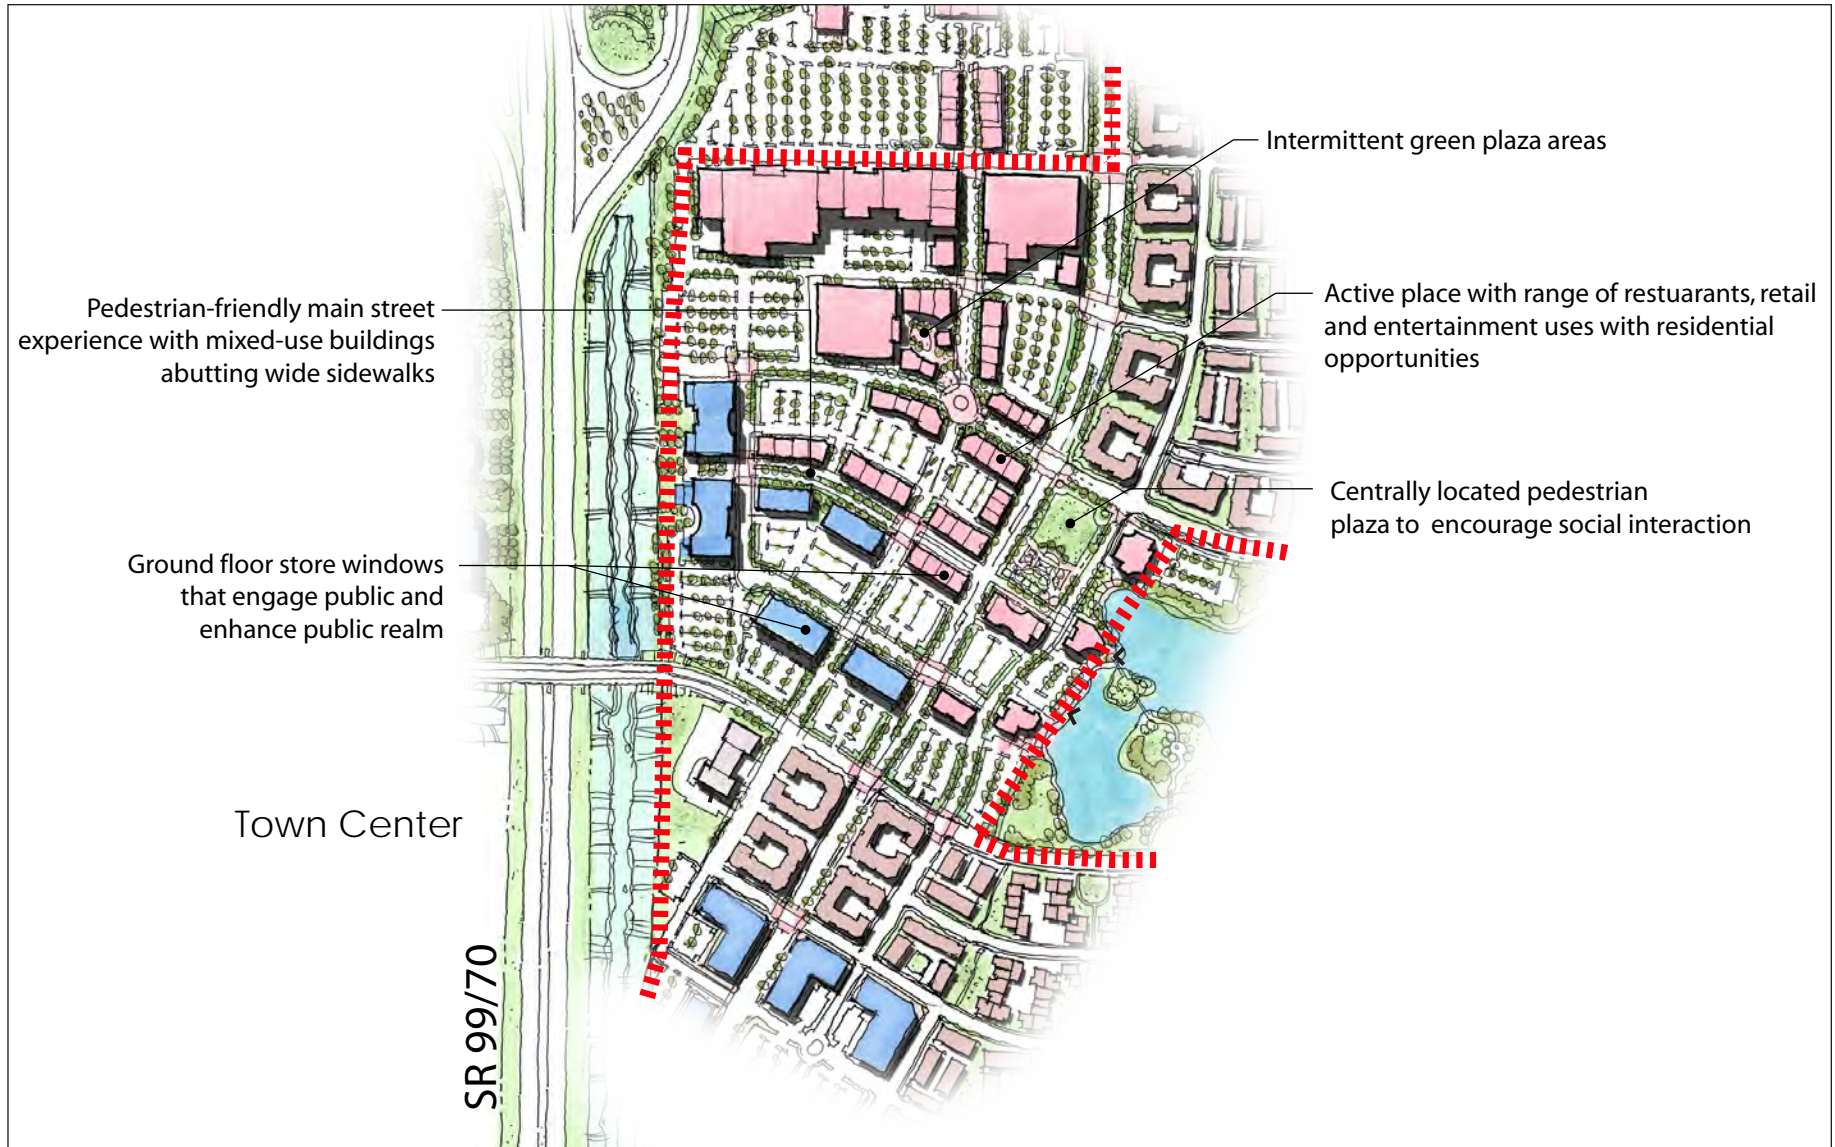 Intermittent green plaza areas
Pedestrian-friendly main street
experience with mixed-use buildings
abutting wide sidewalks
Active place with range of restuarants, retail
and entertainment uses with residential
opportunities
Centrally located pedestrian
plaza to encourage social interaction
Ground floor store windows
that engage public and
enhance public realm
Town Center
SR 99/70